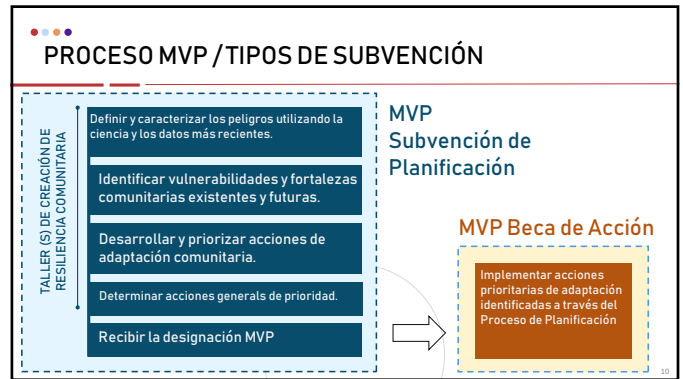 PROCESO MVP / TIPOS DE SUBVENCIÓN
TALLER (S) DE CREACIÓN DE
RESILIENCIA COMUNITARIA
Definir y caracterizar los peligros utilizando la
ciencia y los datos más recientes.
Identificar vulnerabilidades y fortalezas
comunitarias existentes y futuras.
Desarrollar y priorizar acciones de
adaptación comunitaria.
Determinar acciones generals de prioridad.
Recibir la designación MVP
MVP
Subvención de
Planificación
MVP Beca de Acción
Implementar acciones
prioritarias de adaptación
identificadas a través del
Proceso de Planificación
10